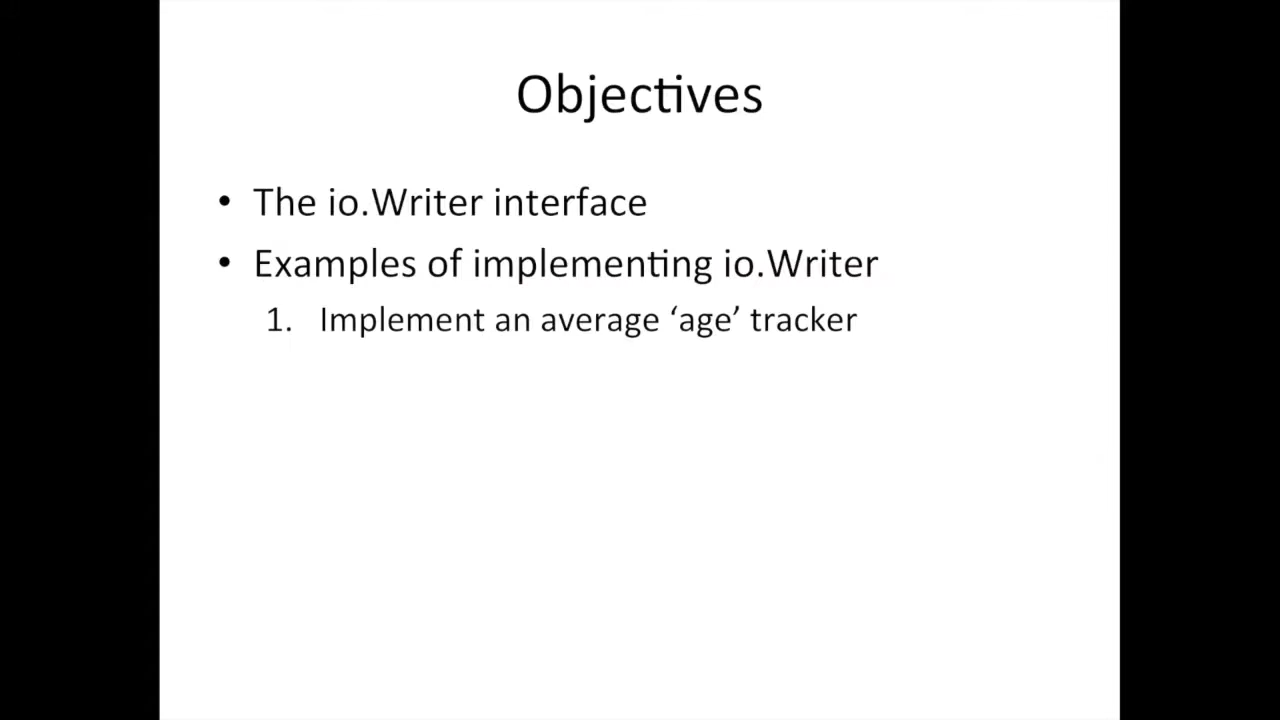 Objectives
• The io.Writer interface
• Examples of implementing io.Writer
1. Implement an average ‘age’ tracker